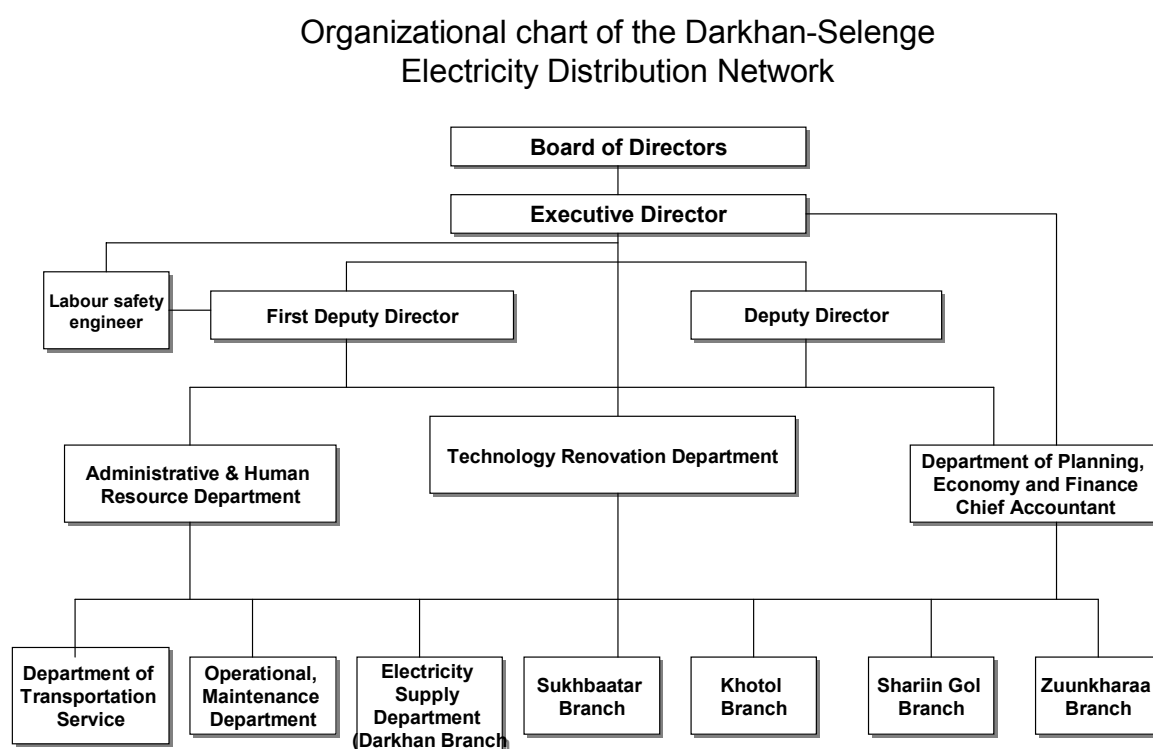 Organizational chart of the Darkhan-Selenge
Electricity Distribution Network
Board of Directors
Executive Director
Labour safety
engineer
First Deputy Director
Deputy Director
Administrative & Human
Resource Department
Technology Renovation Department
Department of Planning,
Economy and Finance
Chief Accountant
Department of
Transportation
Service
Operational,
Maintenance
Department
Electricity
Supply
Department
(Darkhan Branch
Sukhbaatar
Branch
Khotol
Branch
Shariin Gol
Branch
Zuunkharaa
Branch